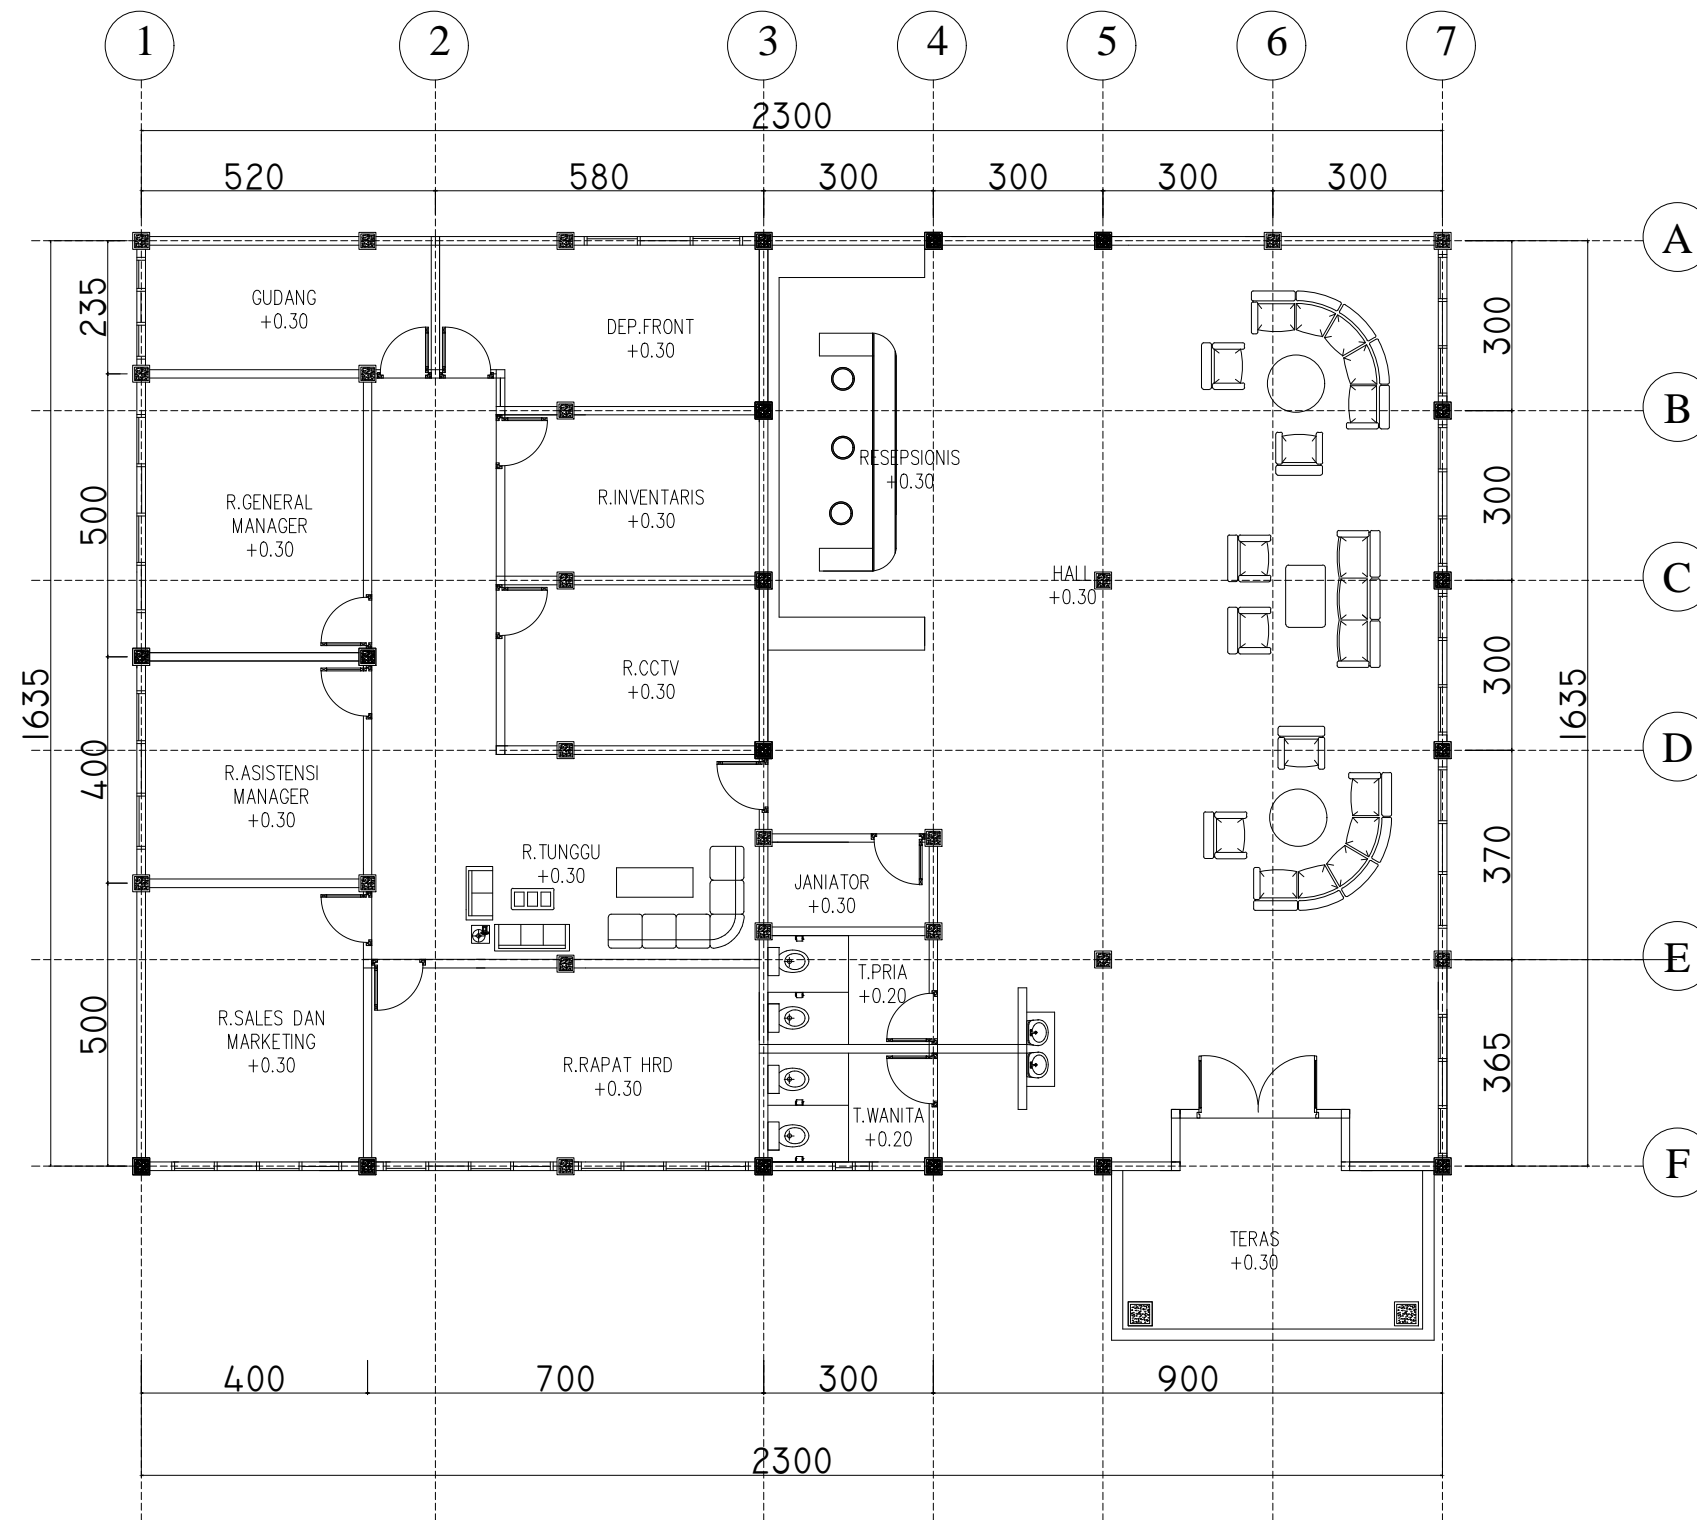 1 2 3 4 5 6 7
2300
520 580 300 300 300 300
A
GUDANG
+0.30
235
DEP.FRONT
+0.30
300
B
RESEPSIONIS
+0.30
R.GENERAL
MANAGER
+0.30
500
R.INVENTARIS
+0.30
300
C
HALL
+0.30
R.CCTV
+0.30
300
1635
1635
D
R.ASISTENSI
MANAGER
+0.30
400
R.TUNGGU
+0.30
JANIATOR
+0.30
370
E
T.PRIA
+0.20
R.SALES DAN
MARKETING
+0.30
500
R.RAPAT HRD
+0.30
365
T.WANITA
+0.20
F
TERAS
+0.30
400 700 300 900
2300